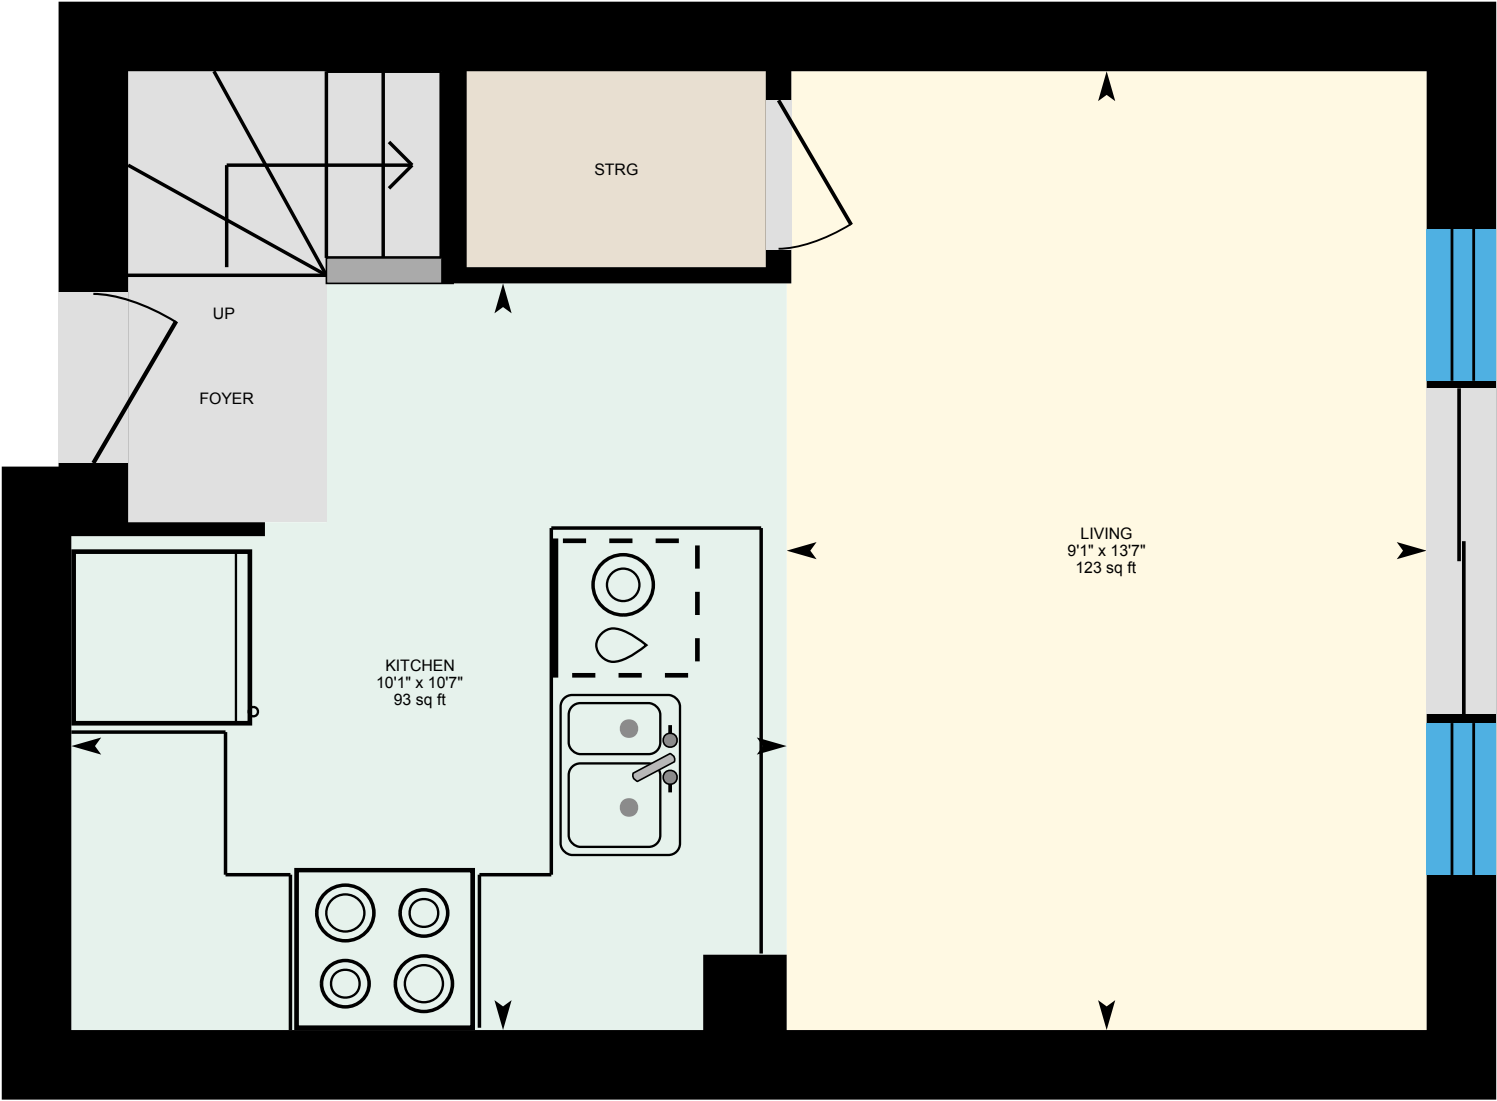 STRG
UP
FOYER
LIVING
9'1" x 13'7"
123 sq ft
KITCHEN
10'1" x 10'7"
93 sq ft